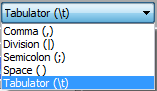 Tabulator (\t)
Comma (,)
Division (|)
Semicolon (;)
Space ( )
Tabulator (\t)